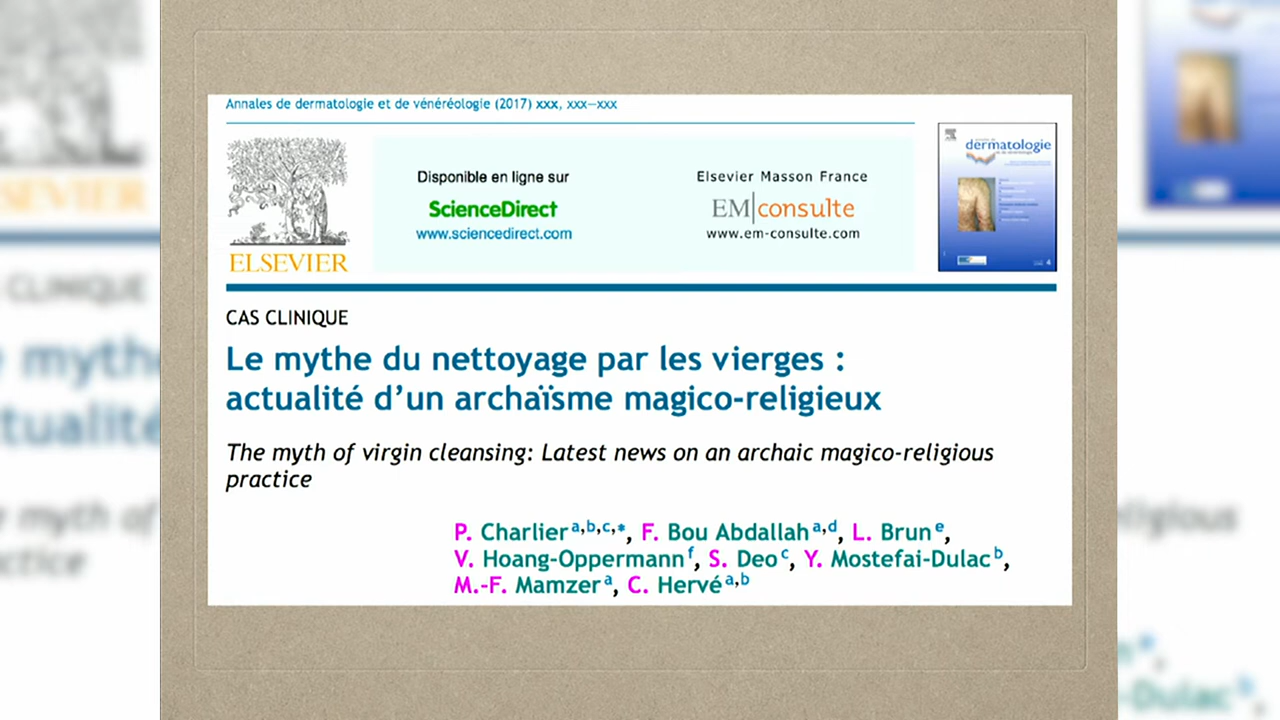 Annales de dermatologie et de vénéréologie (2017) xxx, xxx—xxx
Disponible en ligne sur
ScienceDirect
www.sciencedirect.com
Elsevier Masson France
EM|consulte
www.em-consulte.com
dermatologie
ELSEVIER
CAS CLINIQUE
Le mythe du nettoyage par les vierges :
actualité d’un archaïsme magico-religieux
The myth of virgin cleansing: Latest news on an archaic magico-religious
practice
P. Charlier a,b,c,*, F. Bou Abdallah a,d, L. Brun e,
V. Hoang-Oppermann f, S. Deo c, Y. Mostefai-Dulac b,
M.-F. Mamzer a, C. Hervé a,b